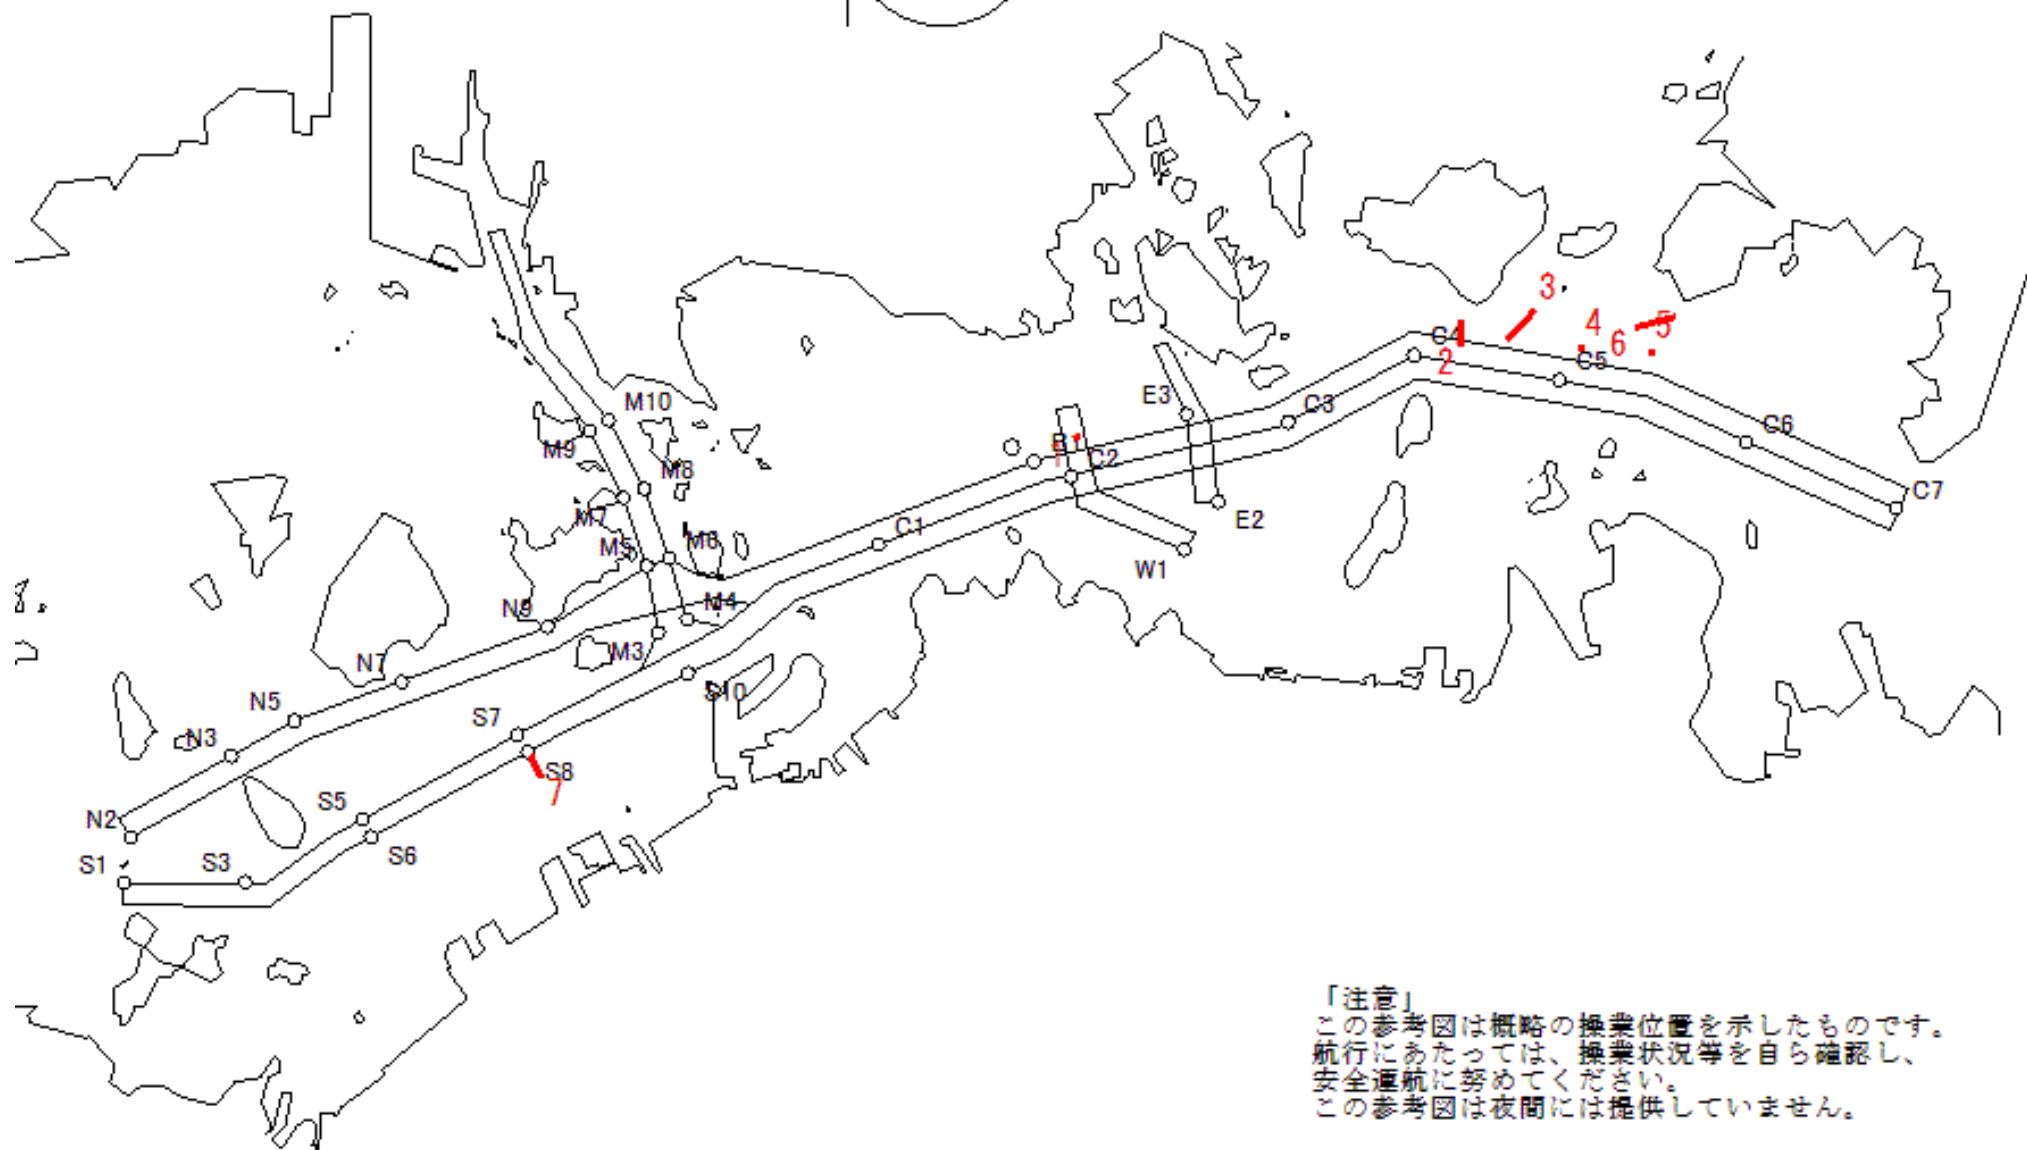 3
4
5
C4
6
2
C5
E3
M10
C3
C6
M9
B1
1
C2
M8
C7
M7
C1
E2
M5
M6
W1
N9
M4
M3
N7
S10
N5
S7
N3
S8
7
S5
N2
S6
S1
S3
「注意」
この参考図は概略の操業位置を示したものです。
航行にあたっては、操業状況等を自ら確認し、
安全運航に努めてください。
この参考図は夜間には提供していません。